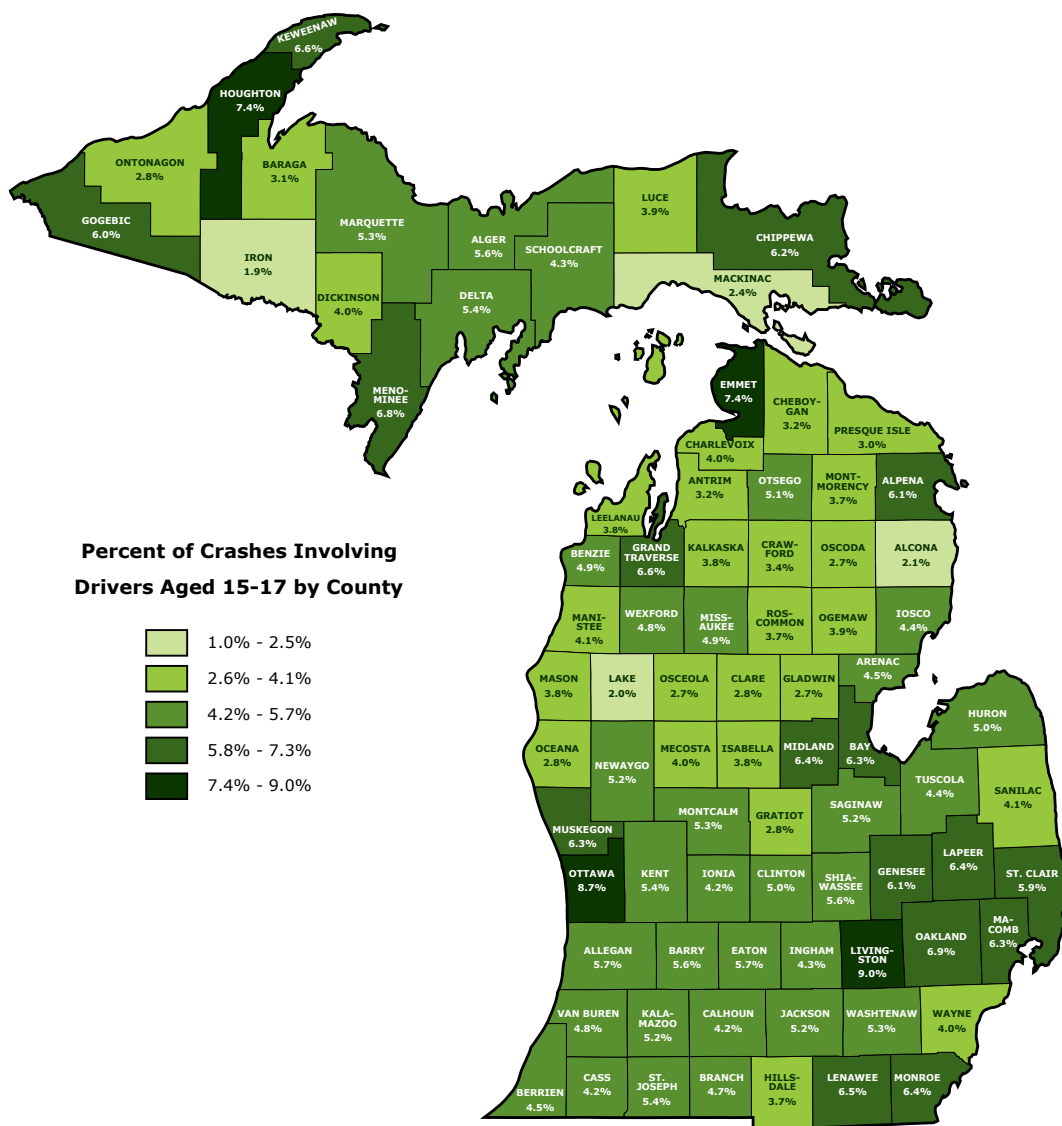 KEWEENAW
6.6%
HOUGHTON
7.4%
ONTONAGON
2.8%
BARAGA
3.1%
GOGEBIC
6.0%
IRON
1.9%
MARQUETTE
5.3%
DICKINSON
4.0%
MENO-
MINEE
6.8%
ALGER
5.6%
DELTA
5.4%
SCHOOLCRAFT
4.3%
LUCE
3.9%
CHIPPEWA
6.2%
MACKINAC
2.4%
EMMET
7.4%
CHEBOY-
GAN
3.2%
PRESQUE ISLE
3.0%
CHARLEVOIX
4.0%
ANTRIM
3.2%
OTSEGO
5.1%
MONT-
MORENCY
3.7%
ALPENA
6.1%
LEELANAU
3.8%
BENZIE
4.9%
GRAND
TRAVERSE
6.6%
KALKASKA
3.8%
CRAW-
FORD
3.4%
OSCODA
2.7%
ALCONA
2.1%
MANI-
STEE
4.1%
WEXFORD
4.8%
MISS-
AUKEE
4.9%
ROS-
COMMON
3.7%
OGEMAW
3.9%
IOSCO
4.4%
MASON
3.8%
LAKE
2.0%
OSCEOLA
2.7%
CLARE
2.8%
GLADWIN
2.7%
ARENAC
4.5%
HURON
5.0%
OCEANA
2.8%
NEWAYGO
5.2%
MECOSTA
4.0%
ISABELLA
3.8%
MIDLAND
6.4%
BAY
6.3%
TUSCOLA
4.4%
SANILAC
4.1%
MUSKEGON
6.3%
MONTCALM
5.3%
GRATIOT
2.8%
SAGINAW
5.2%
OTTAWA
8.7%
KENT
5.4%
IONIA
4.2%
CLINTON
5.0%
SHIA-
WASSEE
5.6%
GENESEE
6.1%
LAPEER
6.4%
ST. CLAIR
5.9%
ALLEGAN
5.7%
BARRY
5.6%
EATON
5.7%
INGHAM
4.3%
LIVING-
STON
9.0%
OAKLAND
6.9%
MA-
COMB
6.3%
VAN BUREN
4.8%
KALA-
MAZOO
5.2%
CALHOUN
4.2%
JACKSON
5.2%
WASHTENAW
5.3%
WAYNE
4.0%
BERRIEN
4.5%
CASS
4.2%
ST.
JOSEPH
5.4%
BRANCH
4.7%
HILLS-
DALE
3.7%
LENAWEE
6.5%
MONROE
6.4%
Percent of Crashes Involving
Drivers Aged 15-17 by County
1.0% - 2.5%
2.6% - 4.1%
4.2% - 5.7%
5.8% - 7.3%
7.4% - 9.0%